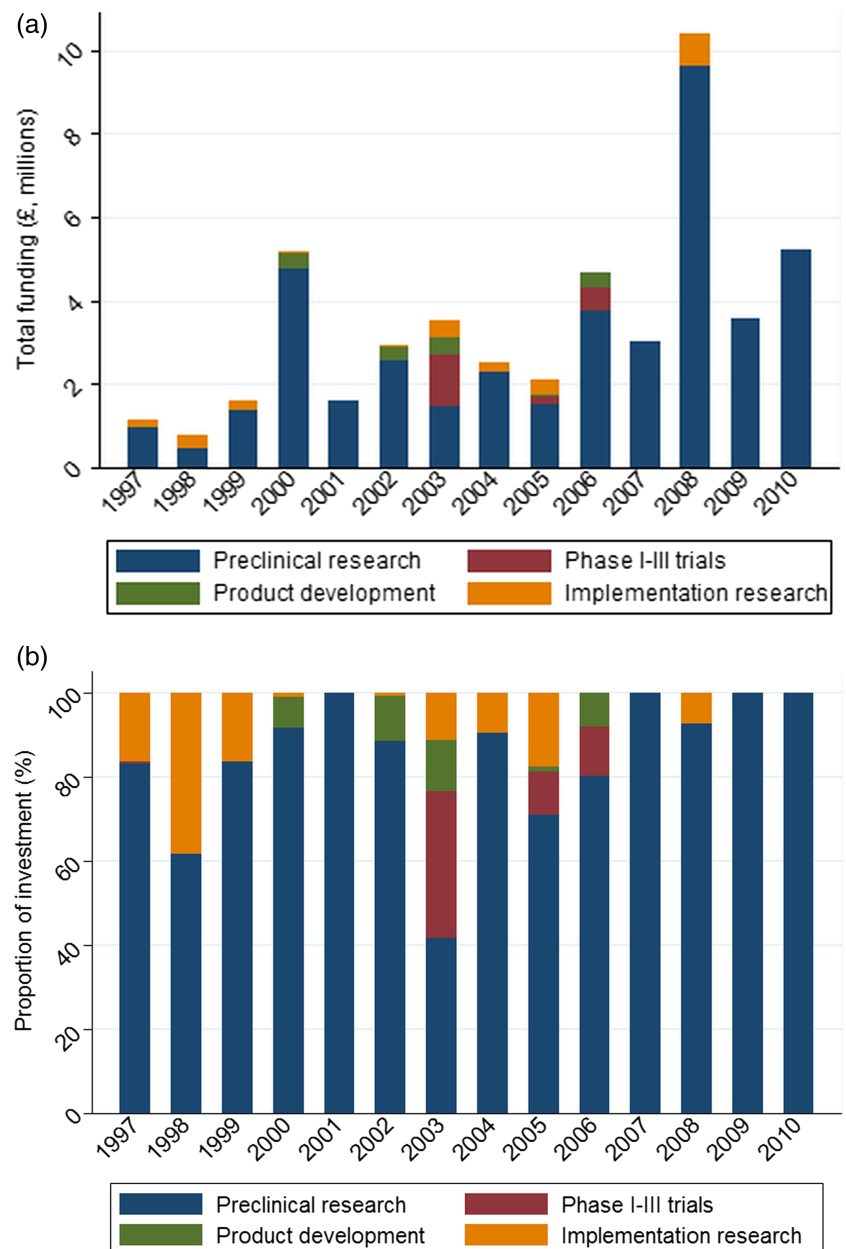 (a)
Total funding (£, millions)
10
8
6
4
2
0
1997 1998 1999 2000 2001 2002 2003 2004 2005 2006 2007 2008 2009 2010
Preclinical research Phase I-III trials
Product development Implementation research
(b)
Proportion of investment (%)
100
80
60
40
20
0
1997 1998 1999 2000 2001 2002 2003 2004 2005 2006 2007 2008 2009 2010
Preclinical research Phase I-III trials
Product development Implementation research